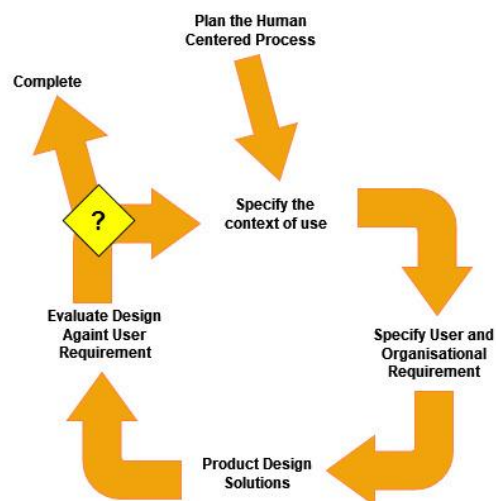 Plan the Human
Centered Process
Complete
?
Specify the
context of use
Evaluate Design
Againt User
Requirement
Specify User and
Organisational
Requirement
Product Design
Solutions